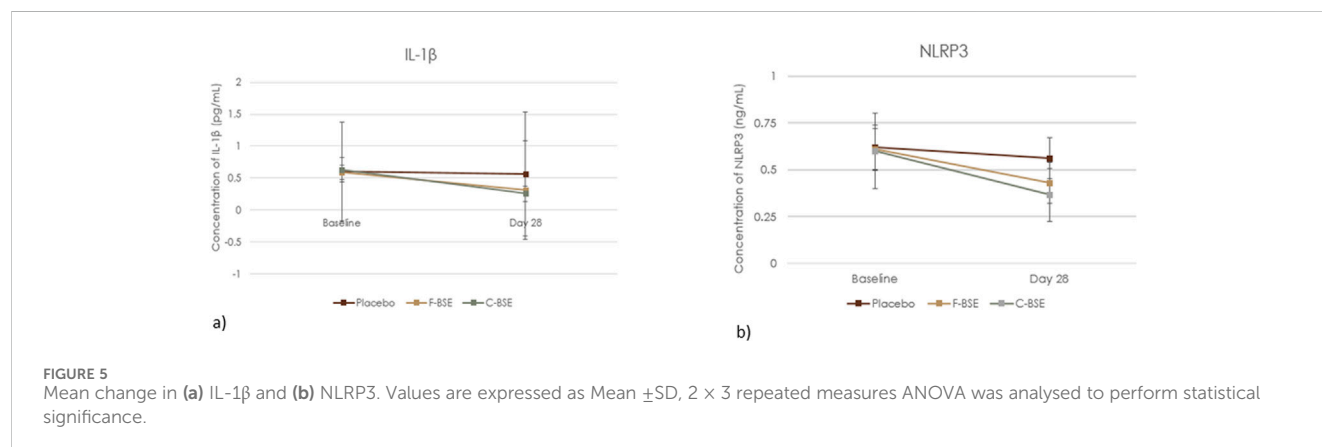 IL-1β
Concentration of IL-1β (pg/mL)
2
1.5
1
0.5
0
-0.5
-1
Baseline
Day 28
Placebo F-BSE C-BSE
a)
NLRP3
Concentration of NLRP3 (ng/mL)
1
0.75
0.5
0.25
0
Baseline
Day 28
Placebo F-BSE C-BSE
b)
FIGURE 5
Mean change in (a) IL-1β and (b) NLRP3. Values are expressed as Mean ±SD, 2 × 3 repeated measures ANOVA was analysed to perform statistical
significance.